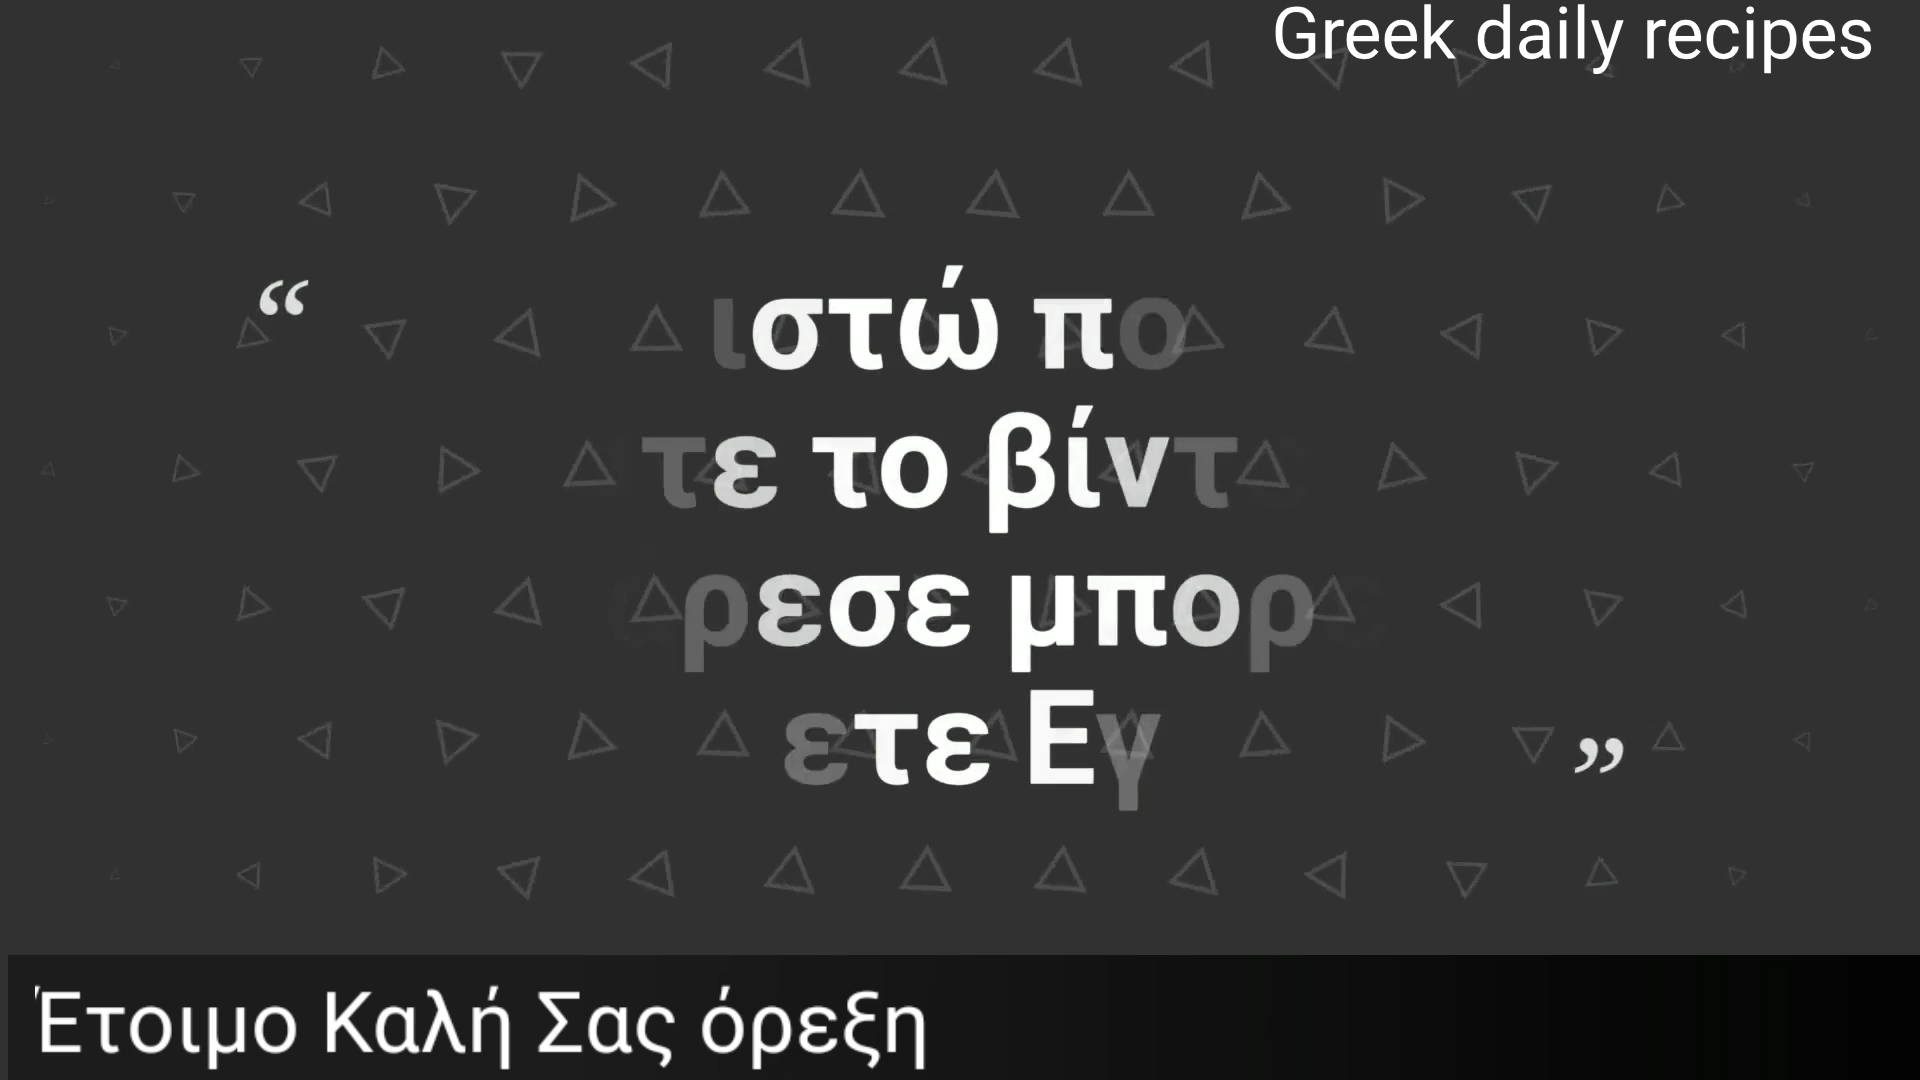 Greek daily recipes
“
ιστώ πο
τε το βίντ
ρεσε μπορ
ετε Εγ
”
Έτοιμο Καλή Σας όρεξη